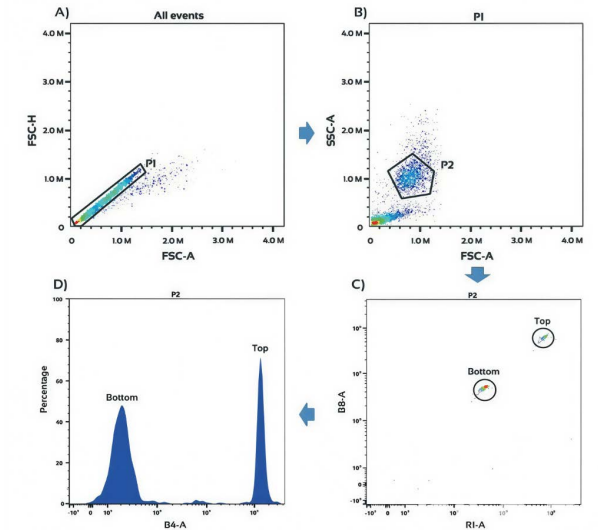 A)
All events
4.0 M
3.0 M
2.0 M
1.0 M
0
FSC-H
P1
0 1.0 M 2.0 M 3.0 M 4.0 M
FSC-A
B)
P1
4.0 M
3.0 M
2.0 M
1.0 M
0
SSC-A
P2
0 1.0 M 2.0 M 3.0 M 4.0 M
FSC-A
D)
P2
100
80
60
40
20
0
Percentage
Bottom
Top
0
B4-A
C)
P2
B8-A
Top
Bottom
0
0
R1-A